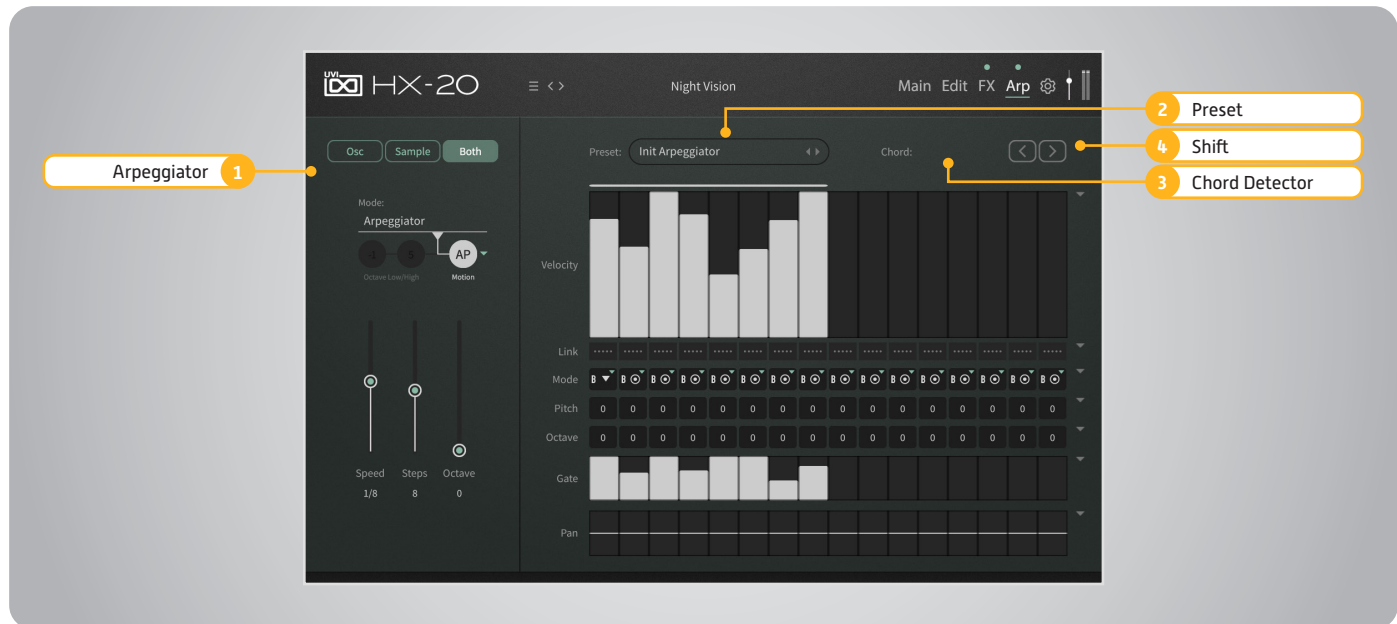 UVI HX-20
Night Vision
Main Edit FX Arp
2 Preset
4 Shift
3 Chord Detector
Arpeggiator 1
Osc Sample Both
Preset: Init Arpeggiator
Chord:
Mode:
Arpeggiator
-1 5 AP
Octave Low/High Motion
Speed Steps Octave
1/8 8 0
Velocity
Link
Mode B B B B B B B B B B B B B B B B
Pitch 0 0 0 0 0 0 0 0 0 0 0 0 0 0 0 0
Octave 0 0 0 0 0 0 0 0 0 0 0 0 0 0 0 0
Gate
Pan